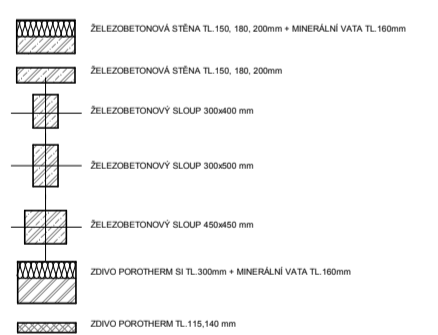 ŽELEZOBETONOVÁ STĚNA TL.150, 180, 200mm + MINERÁLNÍ VATA TL.160mm
ŽELEZOBETONOVÁ STĚNA TL.150, 180, 200mm
ŽELEZOBETONOVÝ SLOUP 300x400 mm
ŽELEZOBETONOVÝ SLOUP 300x500 mm
ŽELEZOBETONOVÝ SLOUP 450x450 mm
ZDIVO POROTHERM SI TL.300mm + MINERÁLNÍ VATA TL.160mm
ZDIVO POROTHERM TL.115,140 mm